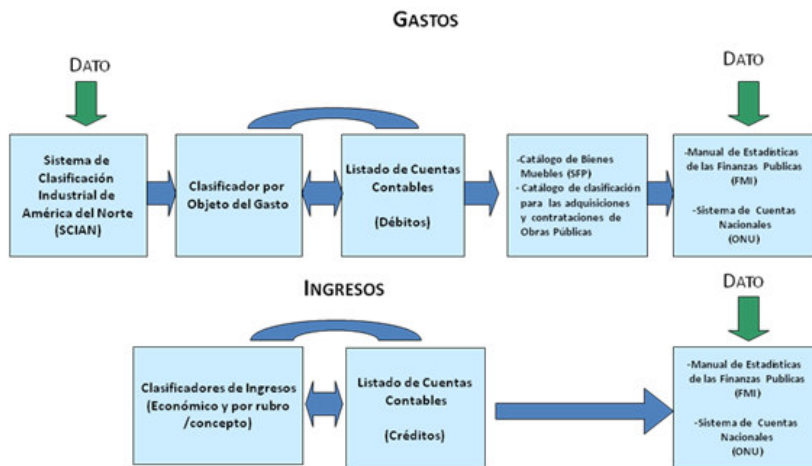 GASTOS
DATO
DATO
Sistema de
Clasificación
Industrial de
América del Norte
(SCIAN)
Clasificador por
Objeto del Gasto
Listado de Cuentas
Contables
(Débitos)
-Catálogo de Bienes
Muebles (SFP)
- Catálogo de clasificación
para las adquisiciones
y contrataciones de
Obras Públicas
-Manual de Estadísticas
de las Finanzas Publicas
(FMI)
-Sistema de Cuentas
Nacionales
(ONU)
INGRESOS
DATO
Clasificadores de Ingresos
(Económico y por rubro
/concepto)
Listado de Cuentas
Contables
(Créditos)
-Manual de Estadísticas
de las Finanzas Publicas
(FMI)
-Sistema de Cuentas
Nacionales
(ONU)